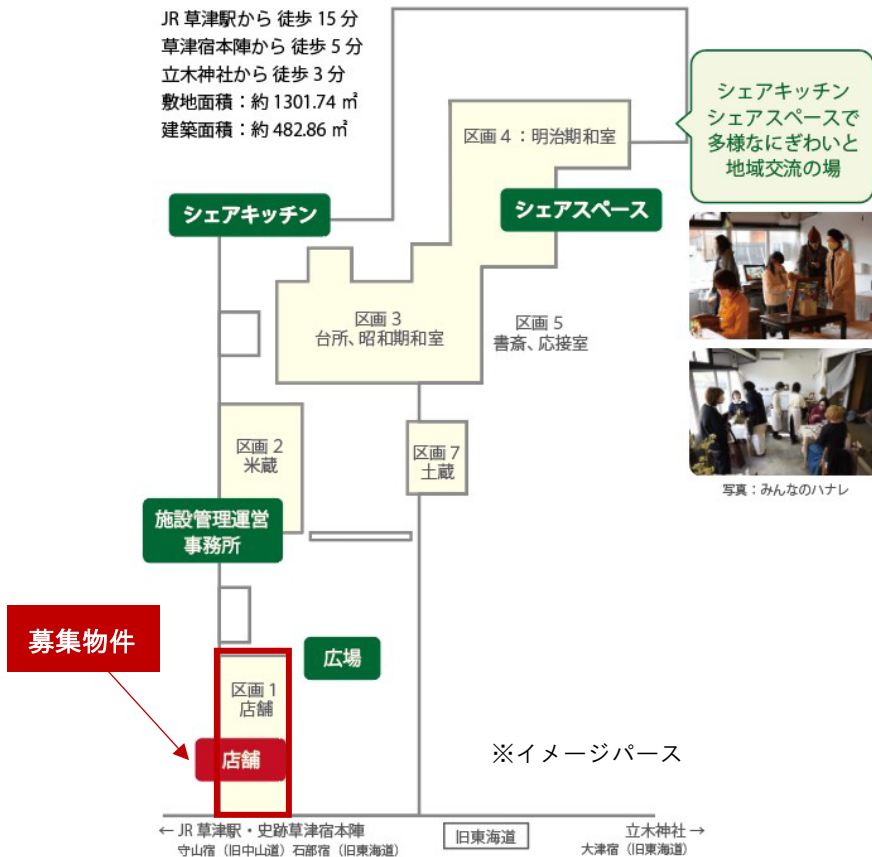 JR 草津駅から 徒歩 15 分
草津宿本陣から 徒歩 5 分
立木神社から 徒歩 3 分
敷地面積：約 1301.74 ㎡
建築面積：約 482.86 ㎡
シェアキッチン
シェアスペースで
多様なにぎわいと
地域交流の場
区画 4 ：明治期和室
シェアキッチン
シェアスペース
区画 3
台所、昭和期和室
区画 5
書斎、応接室
区画 2
米蔵
区画 7
土蔵
写真：みんなのハナレ
施設管理運営
事務所
募集物件
広場
区画 1
店舗
店舗
※イメージパース
← JR 草津駅・史跡草津宿本陣
守山宿（旧中山道）石部宿（旧東海道）
旧東海道
立木神社 →
大津宿（旧東海道）